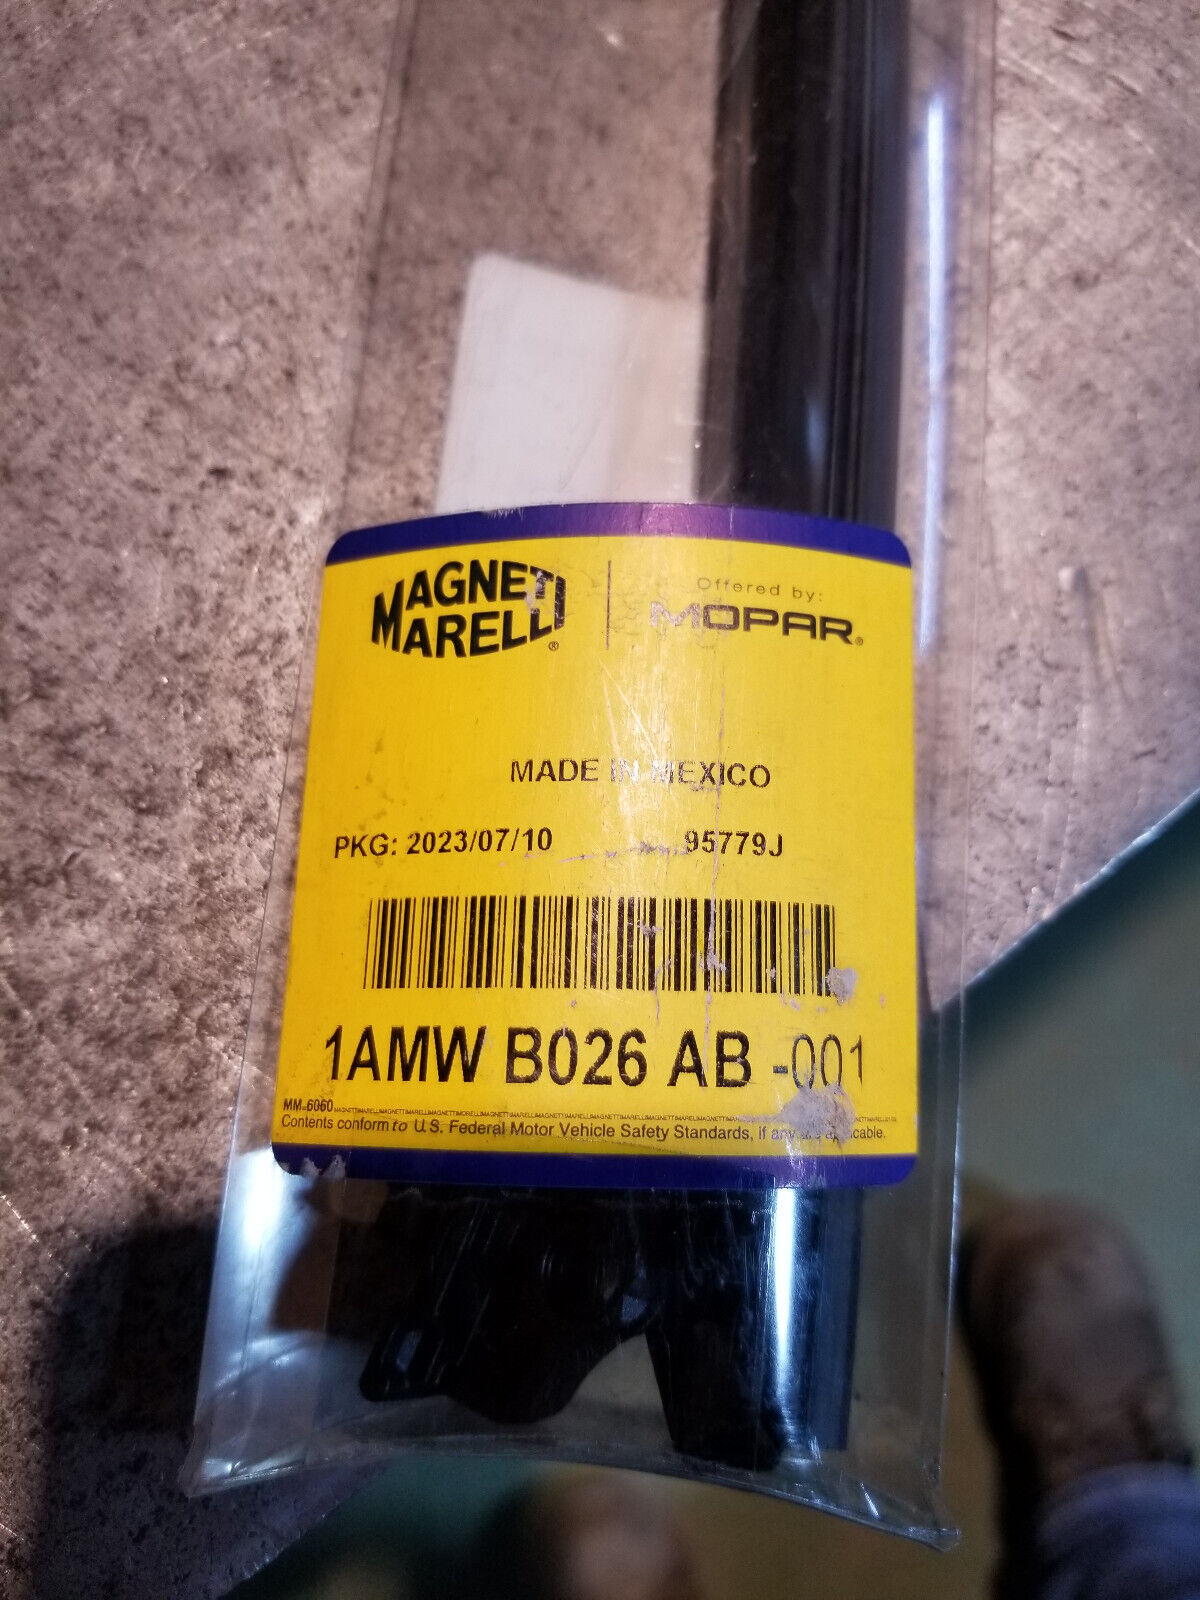 MAGNETI
MARELLI®
Offered by:
MOPAR®
MADE IN MEXICO
PKG: 2023/07/10 95779J
1AMW B026 AB -001
MM-6060
Contents conform to U.S. Federal Motor Vehicle Safety Standards, if any are applicable.